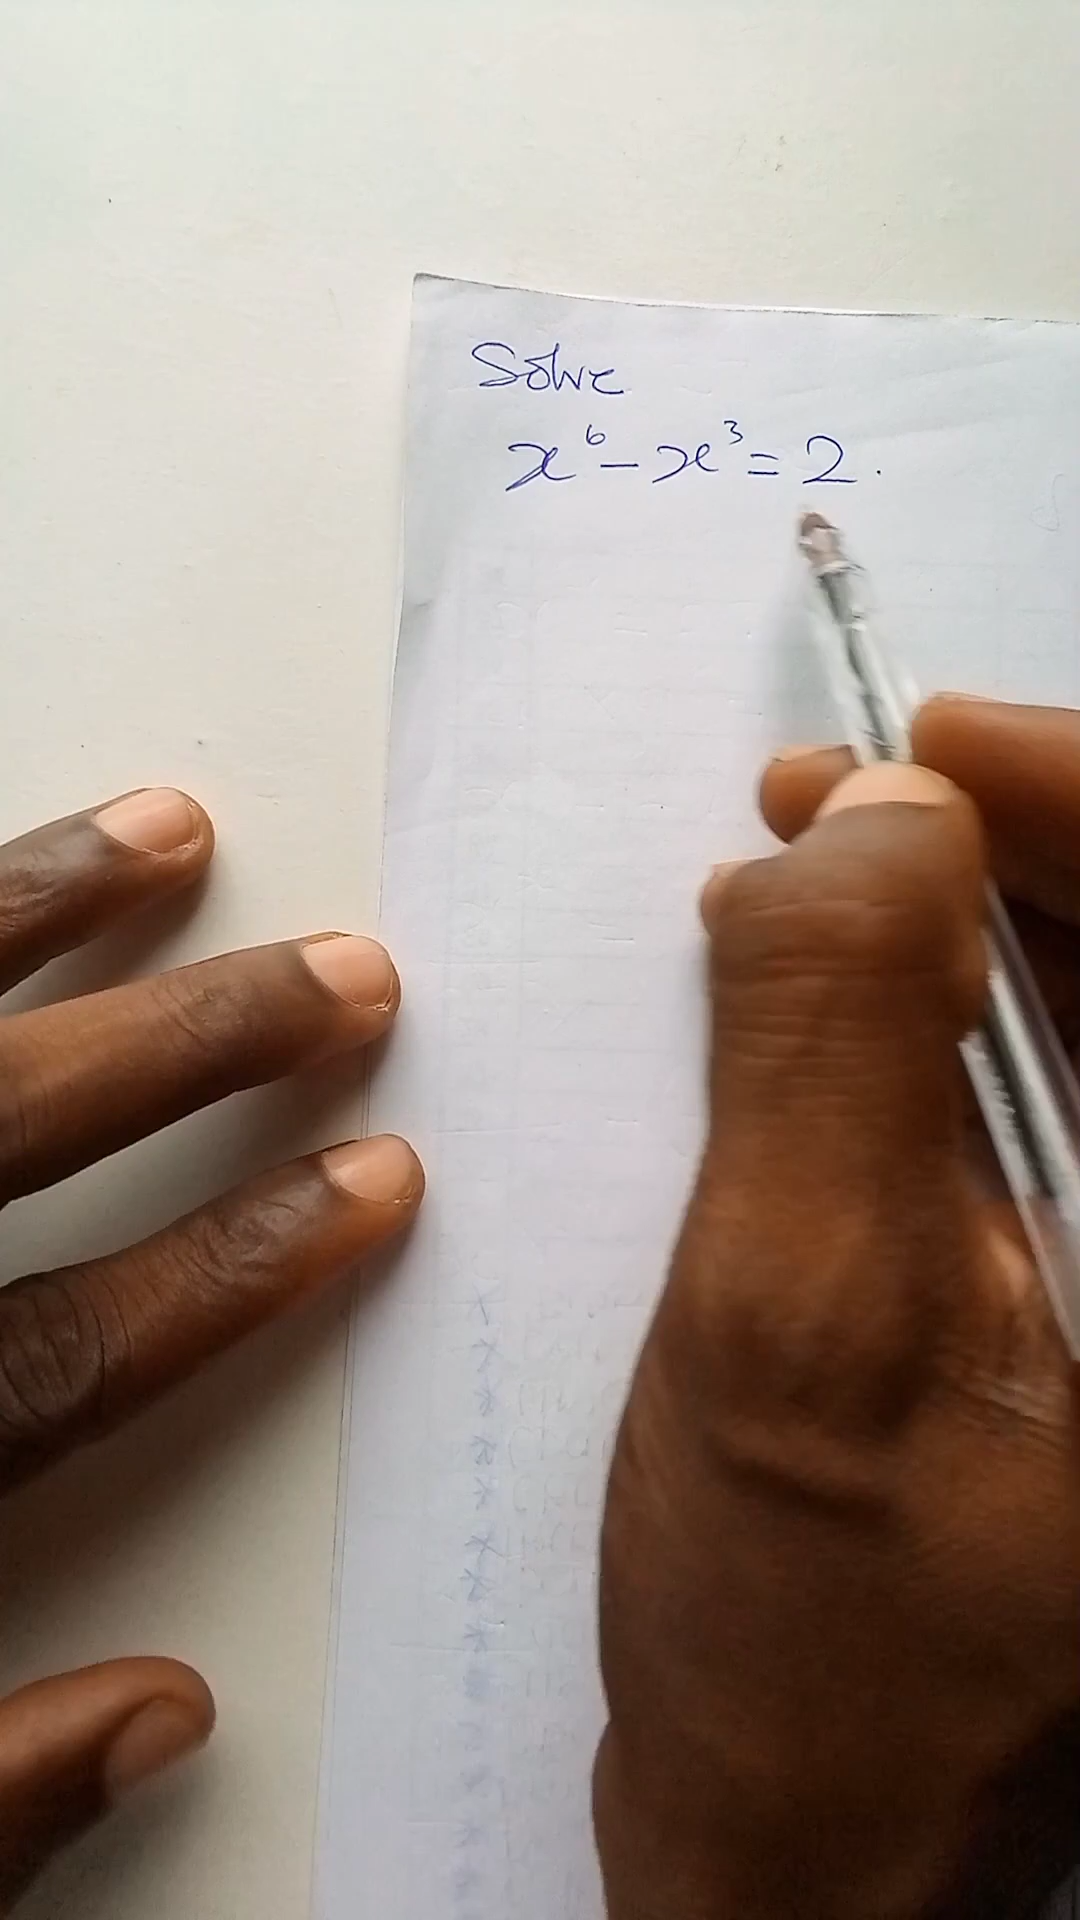 Solve
x⁶ - x³ = 2.